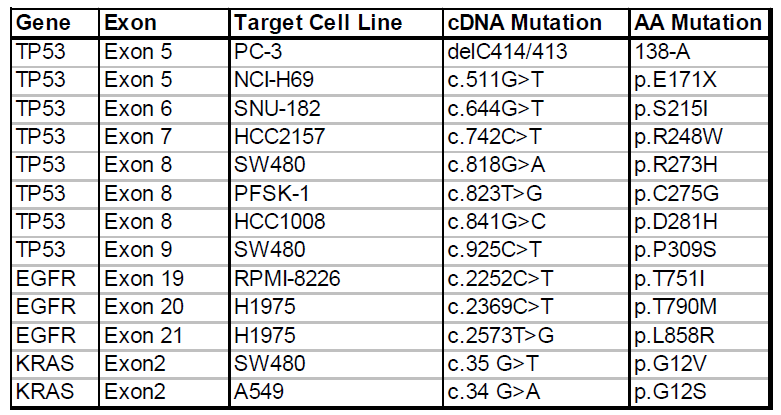 Gene Exon Target Cell Line cDNA Mutation AA Mutation
TP53 Exon 5 PC-3 delC414/413 138-A
TP53 Exon 5 NCI-H69 c.511G>T p.E171X
TP53 Exon 6 SNU-182 c.644G>T p.S215I
TP53 Exon 7 HCC2157 c.742C>T p.R248W
TP53 Exon 8 SW480 c.818G>A p.R273H
TP53 Exon 8 PFSK-1 c.823T>G p.C275G
TP53 Exon 8 HCC1008 c.841G>C p.D281H
TP53 Exon 9 SW480 c.925C>T p.P309S
EGFR Exon 19 RPMI-8226 c.2252C>T p.T751I
EGFR Exon 20 H1975 c.2369C>T p.T790M
EGFR Exon 21 H1975 c.2573T>G p.L858R
KRAS Exon2 SW480 c.35 G>T p.G12V
KRAS Exon2 A549 c.34 G>A p.G12S